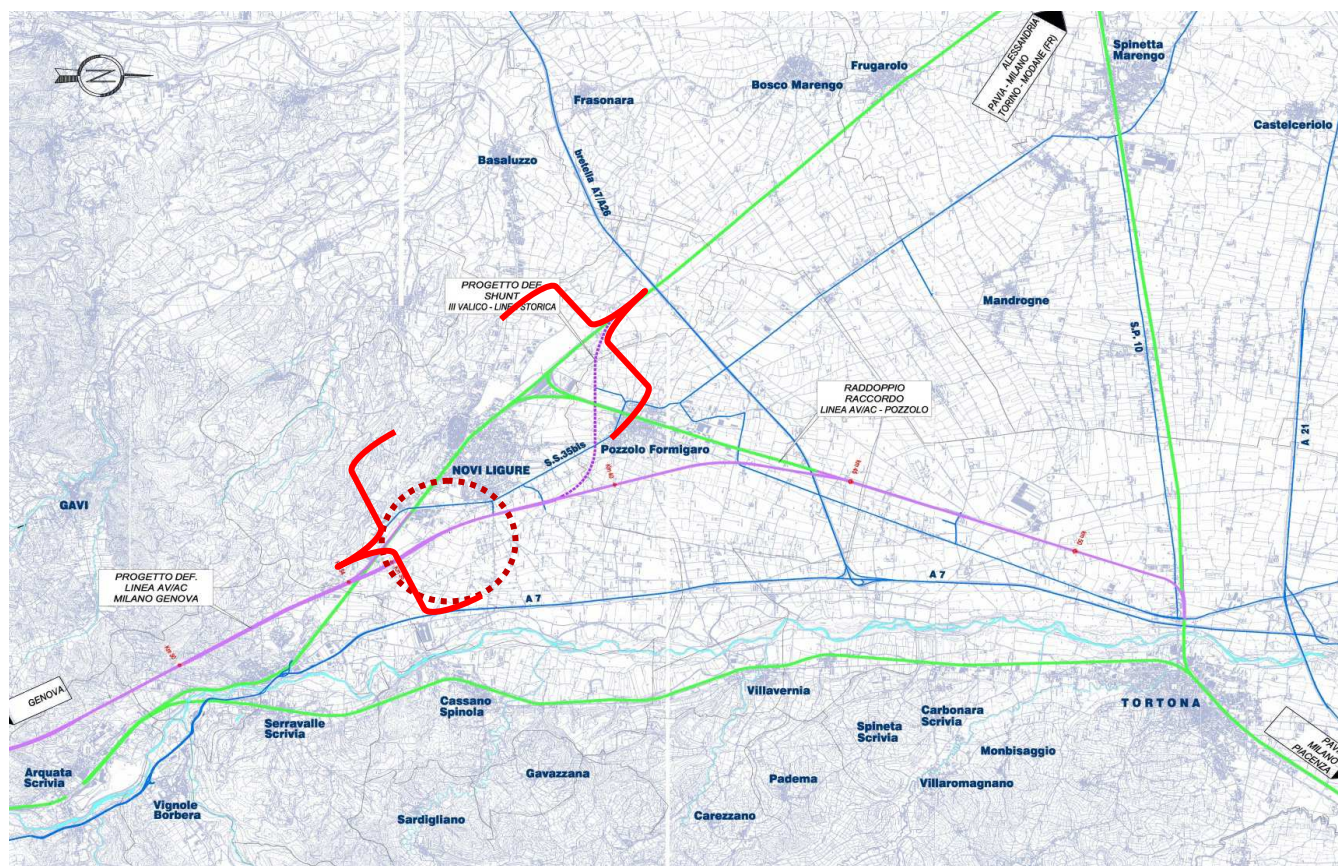 N
ALESSANDRIA
PAVIA - MILANO
TORINO - MODANE (FR)
Spinetta
Marengo
Frugarolo
Bosco Marengo
Frasonara
Castelceriolo
Basaluzzo
bretella A7/A26
PROGETTO DEF.
SHUNT
III VALICO - LINEA STORICA
Mandrogne
S.P. 10
RADDOPPIO
RACCORDO
LINEA AV/AC - POZZOLO
A 21
Pozzolo Formigaro
S.S.35bis
NOVI LIGURE
GAVI
PROGETTO DEF.
LINEA AV/AC
MILANO GENOVA
A 7
A 7
GENOVA
Villavernia
Cassano
Spinola
Serravalle
Scrivia
Carbonara
Scrivia
Spineta
Scrivia
TORTONA
Monbisaggio
Arquata
Scrivia
Gavazzana
Padema
Villaromagnano
Vignole
Borbera
Sardigliano
Carezzano
MILANO
PIACENZA